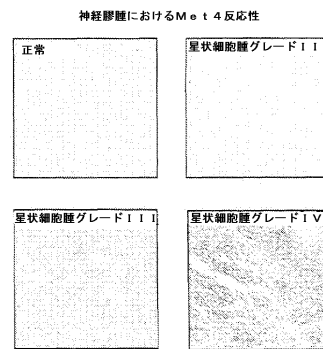 神経膠腫におけるＭｅｔ４反応性
正常
星状細胞腫グレードＩＩ
星状細胞腫グレードＩＩＩ
星状細胞腫グレードＩＶ